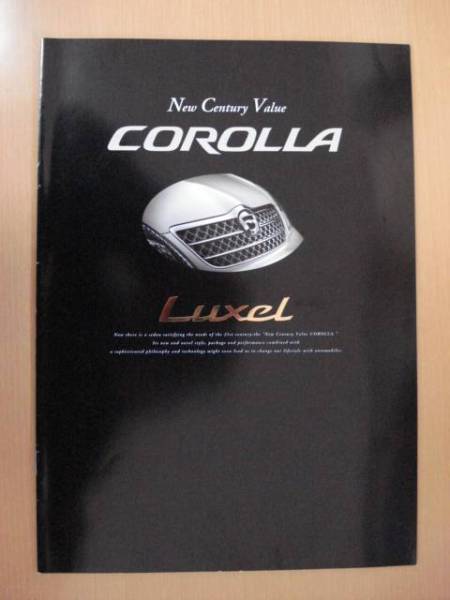 New Century Value
COROLLA
Luxel
Now there is a sedan satisfying the needs of the 21st century, the "New Century Value COROLLA."
Its new and novel style, package and performance combined with
a sophisticated philosophy and technology might soon lead us to change our lifestyle with automobiles.